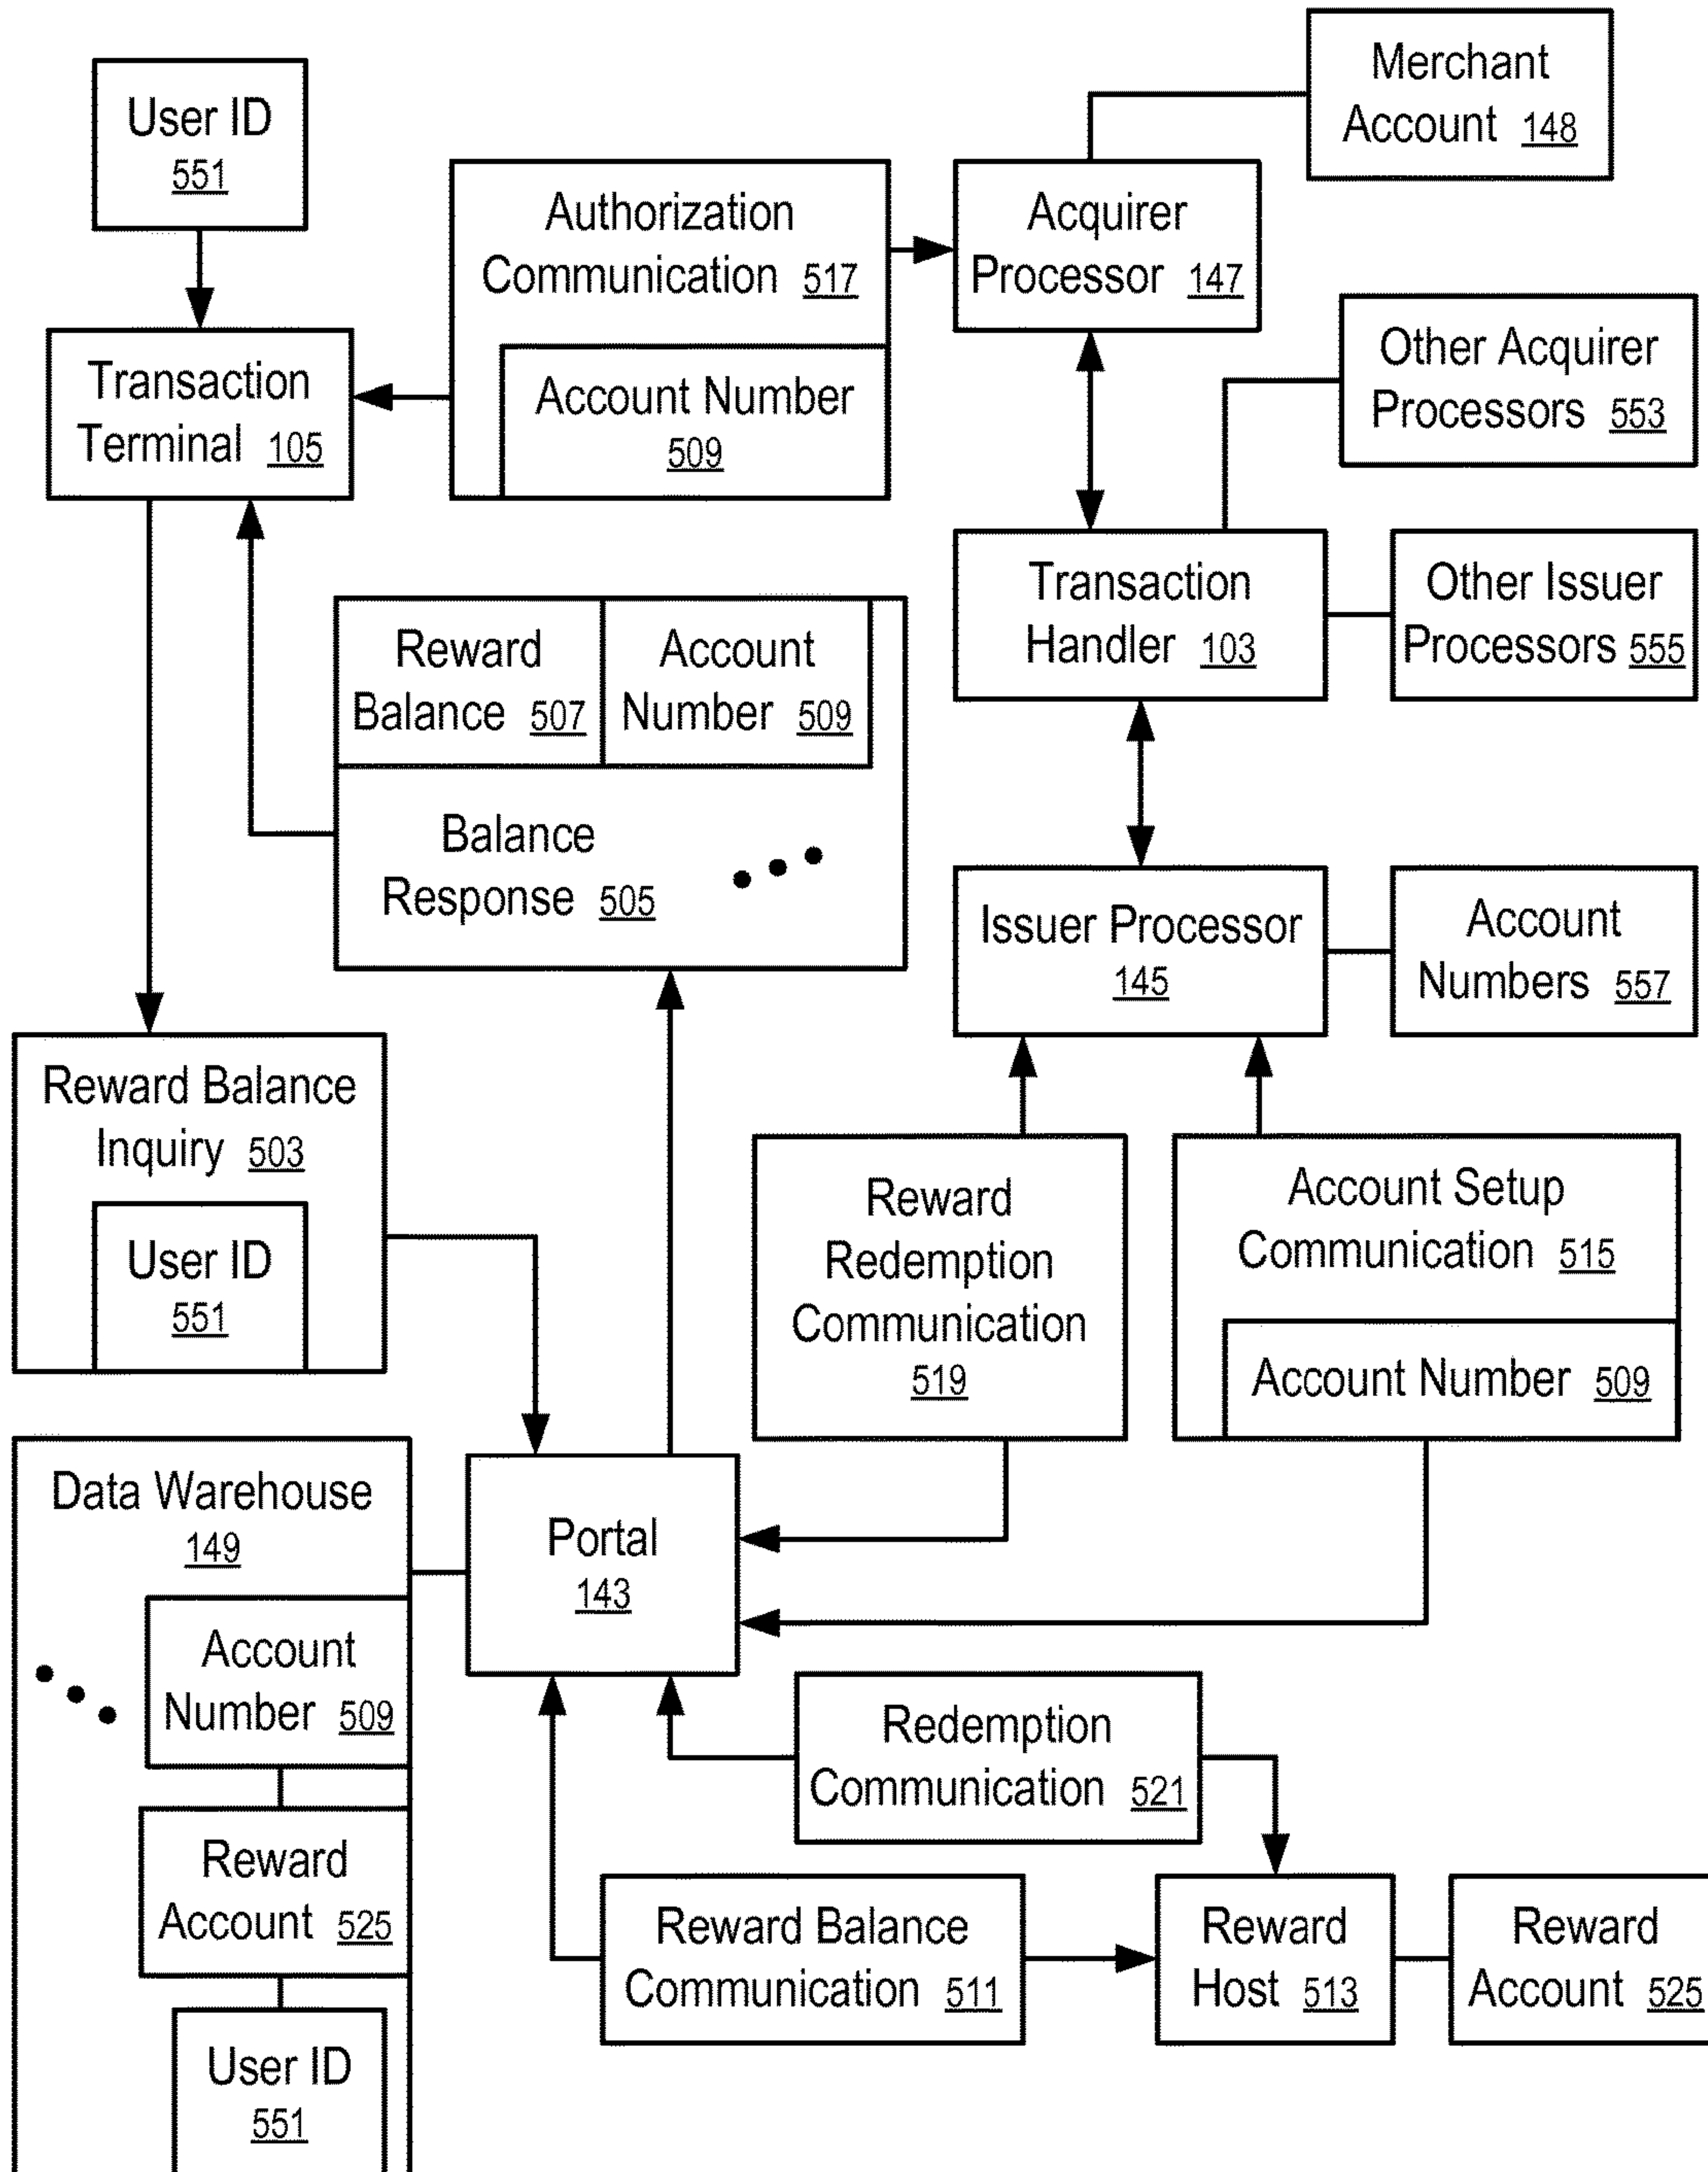 Merchant
Account 148
User ID
551
Authorization
Communication 517
Account Number
509
Acquirer
Processor 147
Transaction
Terminal 105
Other Acquirer
Processors 553
Transaction
Handler 103
Other Issuer
Processors 555
Reward
Balance 507
Account
Number 509
Balance
Response 505
Issuer Processor
145
Account
Numbers 557
Reward Balance
Inquiry 503
User ID
551
Reward
Redemption
Communication
519
Account Setup
Communication 515
Account Number 509
Data Warehouse
149
Portal
143
Account
Number 509
Redemption
Communication 521
Reward
Account 525
Reward Balance
Communication 511
Reward
Host 513
Reward
Account 525
User ID
551